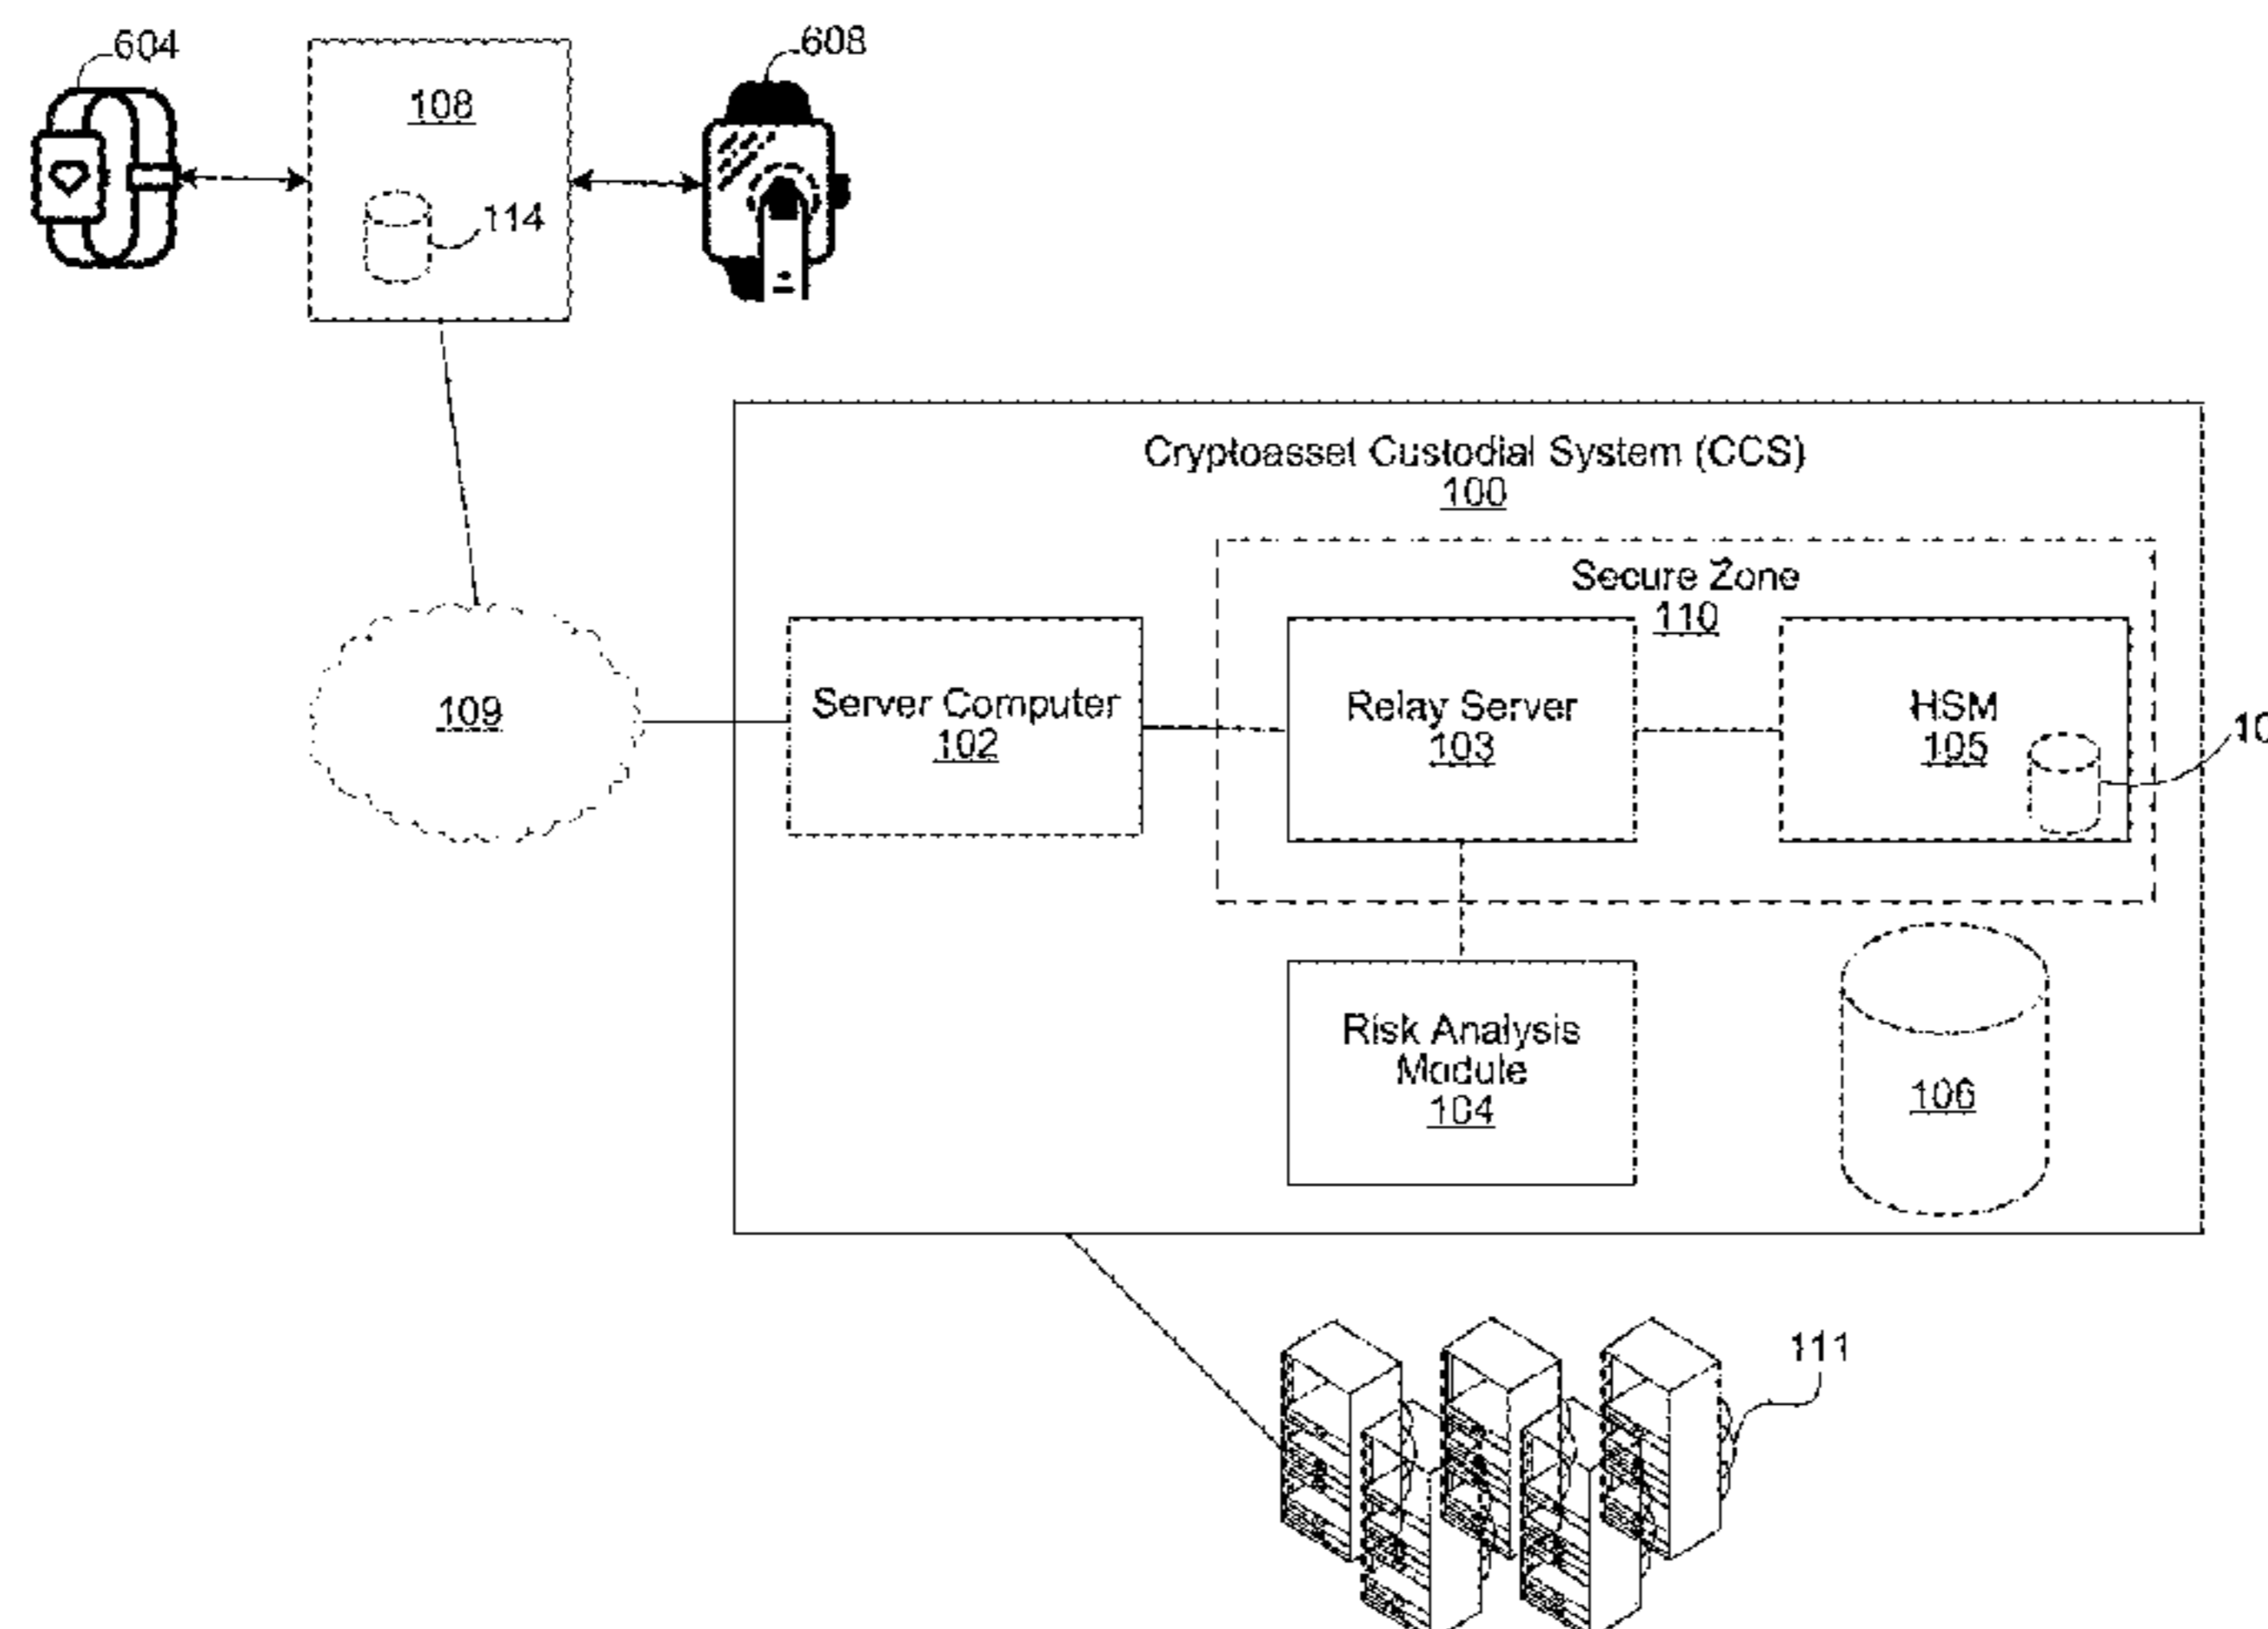 604
608
108
114
Cryptoasset Custodial System (CCS)
100
Secure Zone
110
109
Server Computer
102
Relay Server
103
HSM
105
10
Risk Analysis
Module
104
106
111